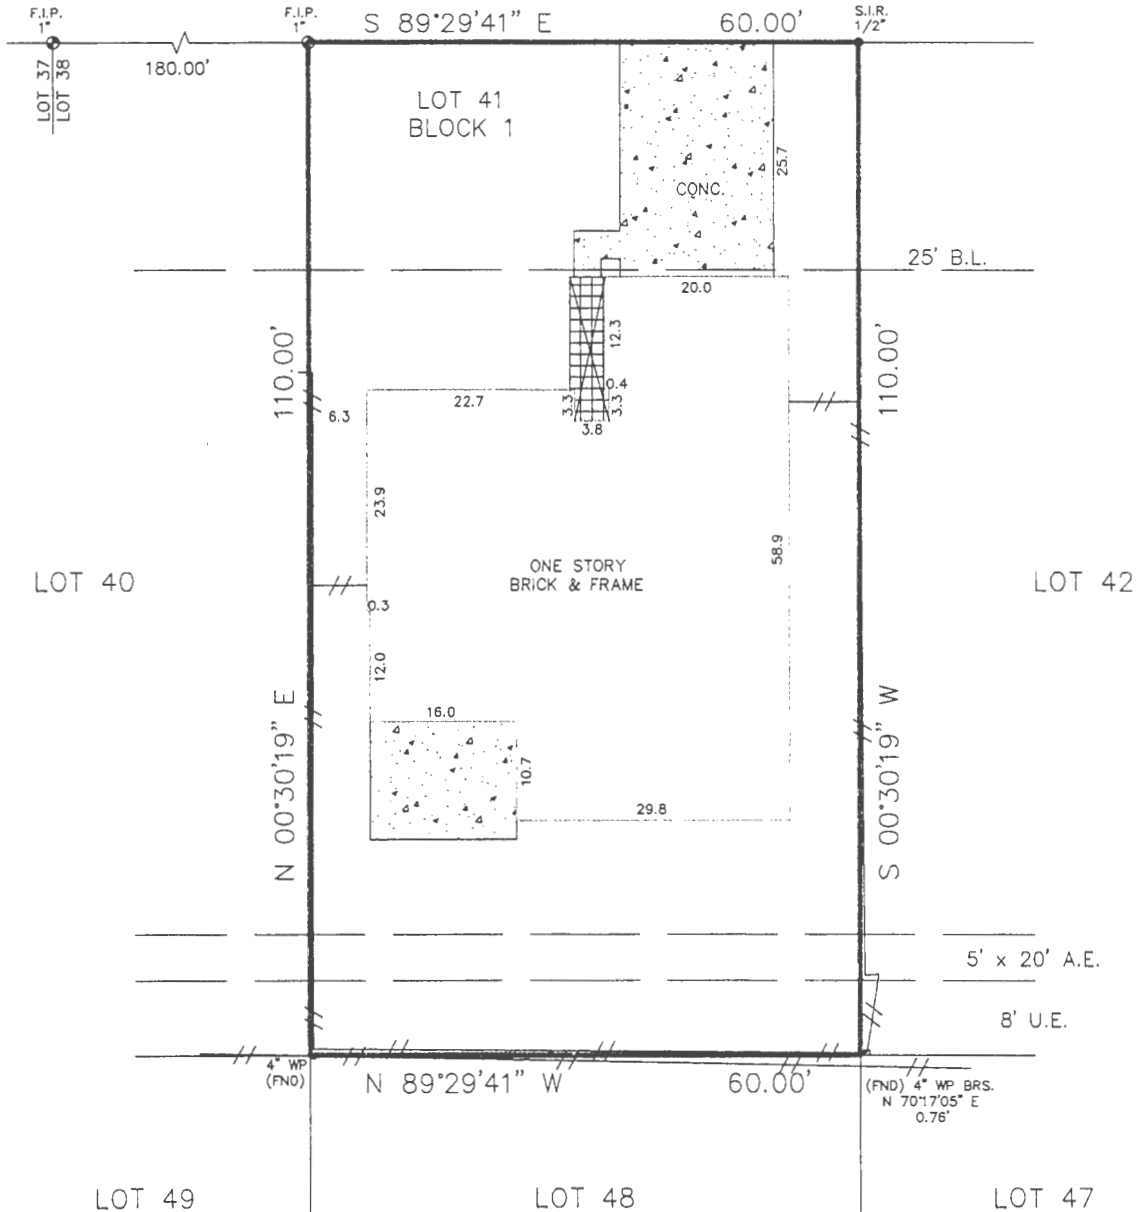 F.I.P.
1"
F.I.P.
1"
S 89°29'41" E
60.00'
S.I.R.
1/2"
LOT 37
LOT 38
180.00'
LOT 41
BLOCK 1
CONC.
25.7
25' B.L.
20.0
12.3
110.00'
110.00'
0.4
22.7
3.3
3.3
6.3
3.8
23.9
58.9
ONE STORY
BRICK & FRAME
LOT 40
LOT 42
0.3
12.0
N 00°30'19" E
S 00°30'19" W
16.0
10.7
29.8
5' x 20' A.E.
8' U.E.
4" WP
(FND)
N 89°29'41" W
60.00'
(FND) 4" WP BRS.
N 70°17'05" E
0.76'
LOT 49
LOT 48
LOT 47